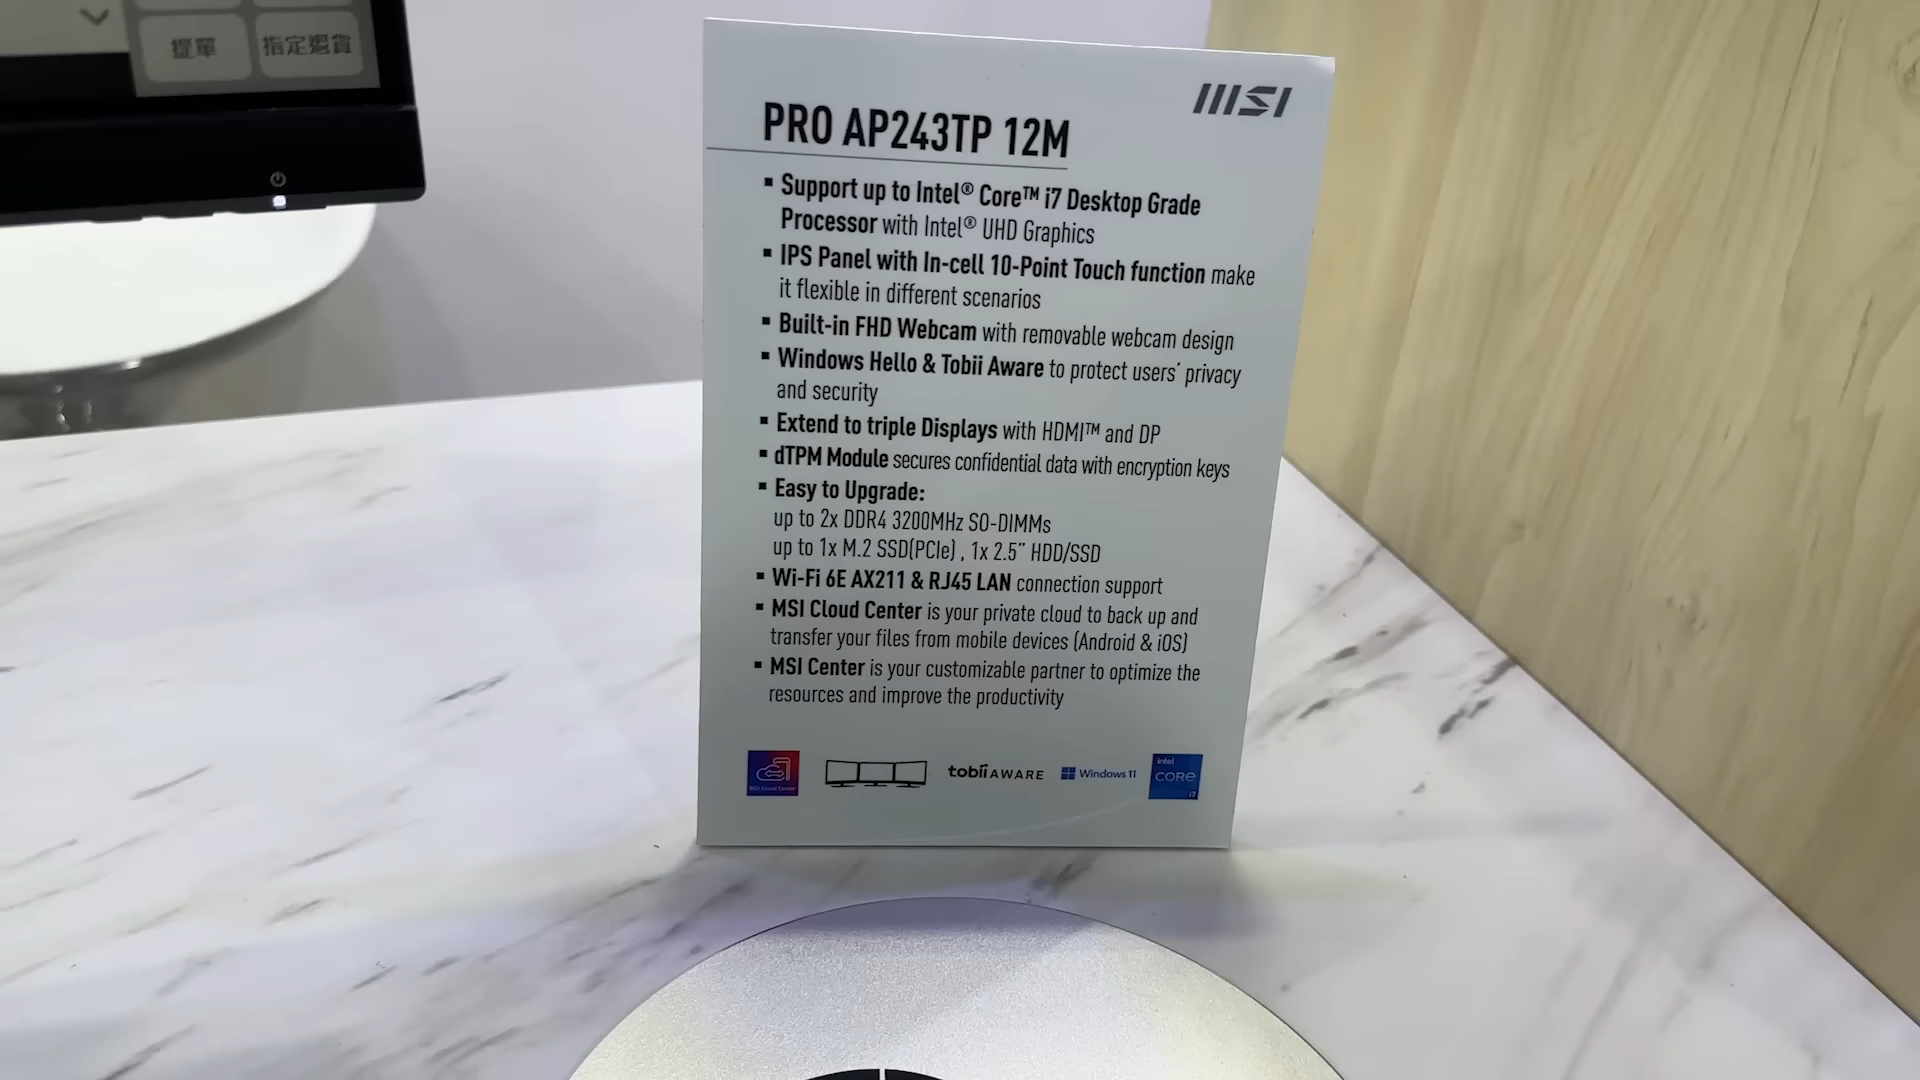 提單 指定退貨
msi
PRO AP243TP 12M
▪ Support up to Intel® Core™ i7 Desktop Grade
Processor with Intel® UHD Graphics
▪ IPS Panel with In-cell 10-Point Touch function make
it flexible in different scenarios
▪ Built-in FHD Webcam with removable webcam design
▪ Windows Hello & Tobii Aware to protect users' privacy
and security
▪ Extend to triple Displays with HDMI™ and DP
▪ dTPM Module secures confidential data with encryption keys
▪ Easy to Upgrade:
up to 2x DDR4 3200MHz SO-DIMMs
up to 1x M.2 SSD(PCIe) , 1x 2.5" HDD/SSD
▪ Wi-Fi 6E AX211 & RJ45 LAN connection support
▪ MSI Cloud Center is your private cloud to back up and
transfer your files from mobile devices (Android & iOS)
▪ MSI Center is your customizable partner to optimize the
resources and improve the productivity
MSI Cloud Center
tobii AWARE
Windows 11
intel
CORE
i7